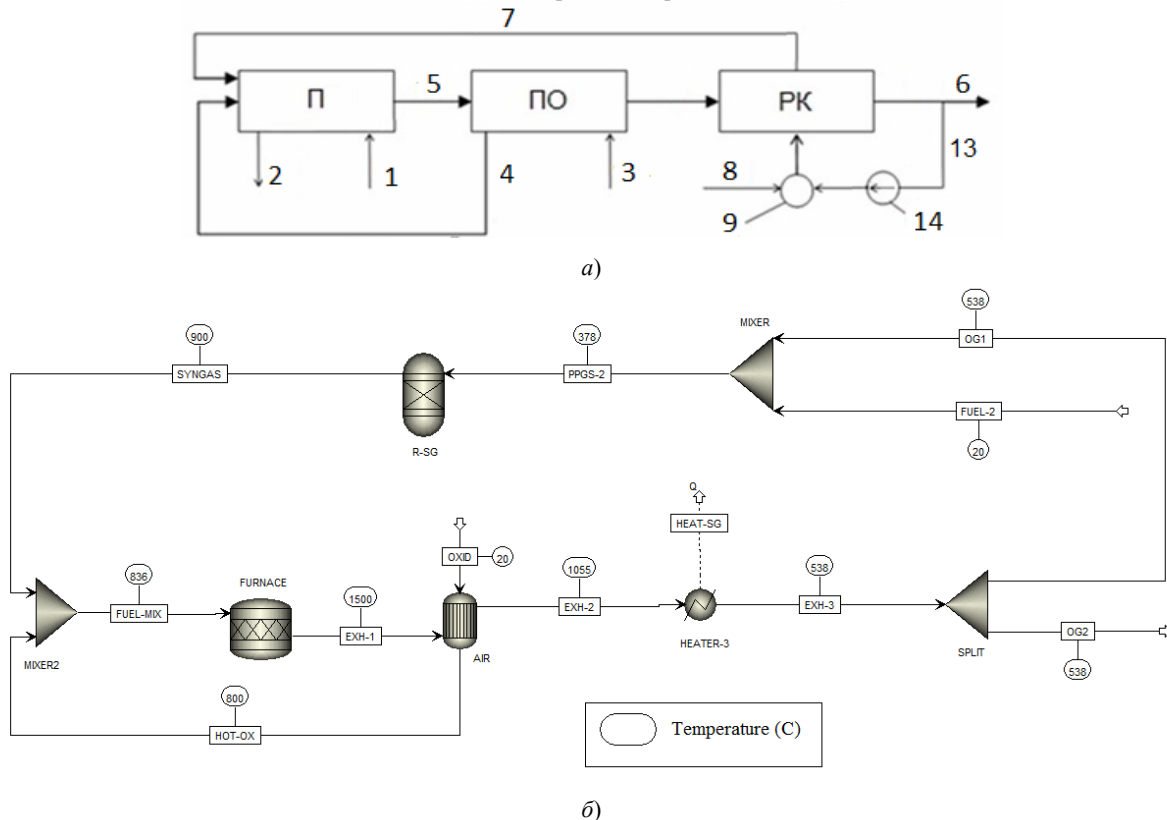 7
П
5
ПО
РК
6
2
1
4
3
8
13
9
14
а)
538
MIXER
900
378
OG1
SYNGAS
PPGS-2
FUEL-2
R-SG
20
Q
HEAT-SG
OXID
20
836
FURNACE
1500
1055
538
FUEL-MIX
EXH-1
EXH-2
EXH-3
MIXER2
AIR
HEATER-3
OG2
SPLIT
538
800
HOT-OX
Temperature (C)
б)